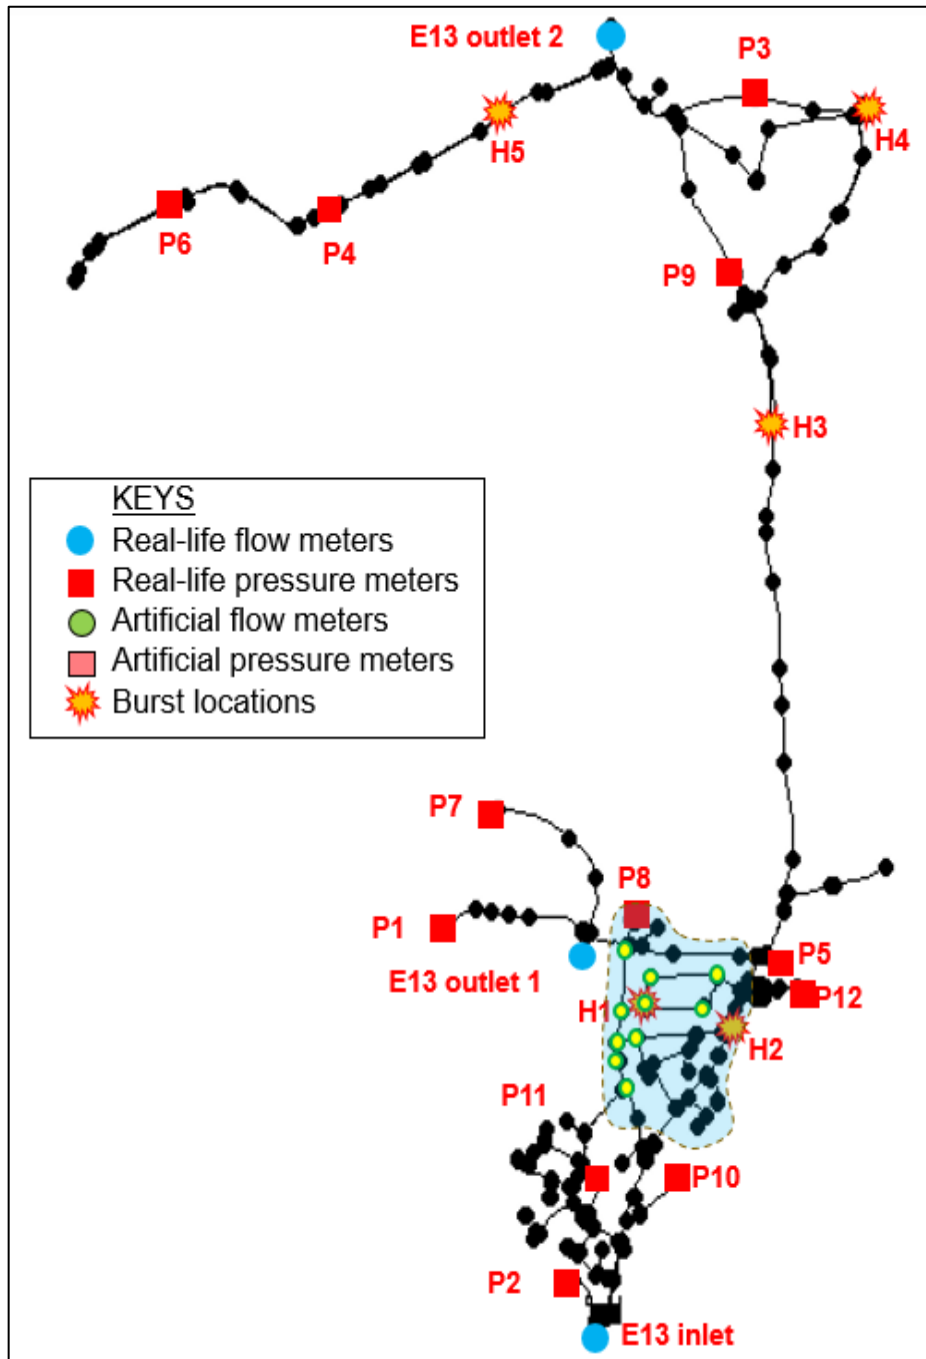 E13 outlet 2
P3
H5
H4
P6
P4
P9
H3
KEYS
Real-life flow meters
Real-life pressure meters
Artificial flow meters
Artificial pressure meters
Burst locations
P7
P8
P1
P5
E13 outlet 1
P12
H1
H2
P11
P10
P2
E13 inlet